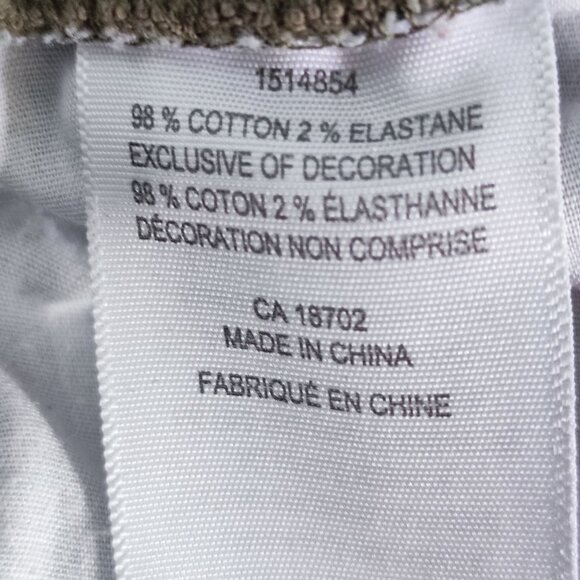 1514854
98 % COTTON 2 % ELASTANE
EXCLUSIVE OF DECORATION
98 % COTON 2 % ÉLASTHANNE
DÉCORATION NON COMPRISE
CA 18702
MADE IN CHINA
FABRIQUÉ EN CHINE